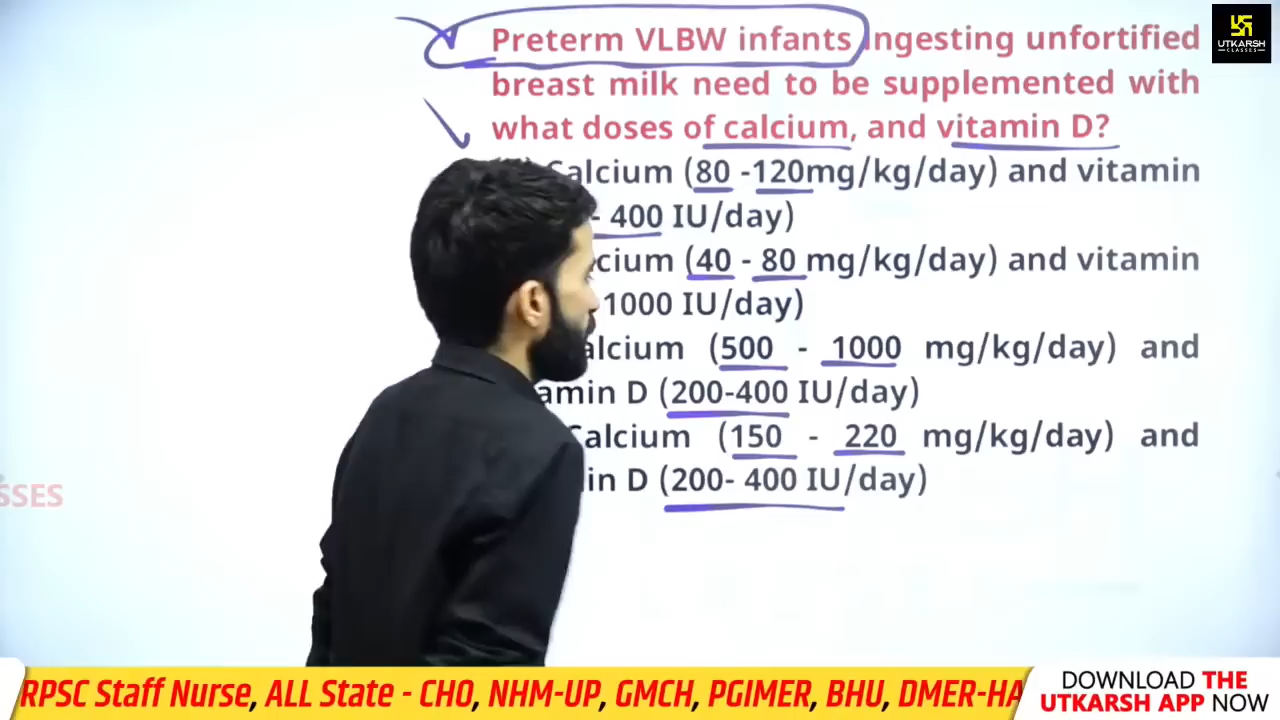 Preterm VLBW infants ingesting unfortified
breast milk need to be supplemented with
what doses of calcium, and vitamin D?
Calcium (80 -120mg/kg/day) and vitamin
- 400 IU/day)
cium (40 - 80 mg/kg/day) and vitamin
1000 IU/day)
alcium (500 - 1000 mg/kg/day) and
amin D (200-400 IU/day)
Calcium (150 - 220 mg/kg/day) and
in D (200- 400 IU/day)
UTKARSH
CLASSES
SSES
RPSC Staff Nurse, ALL State - CHO, NHM-UP, GMCH, PGIMER, BHU, DMER-HA
DOWNLOAD THE
UTKARSH APP NOW